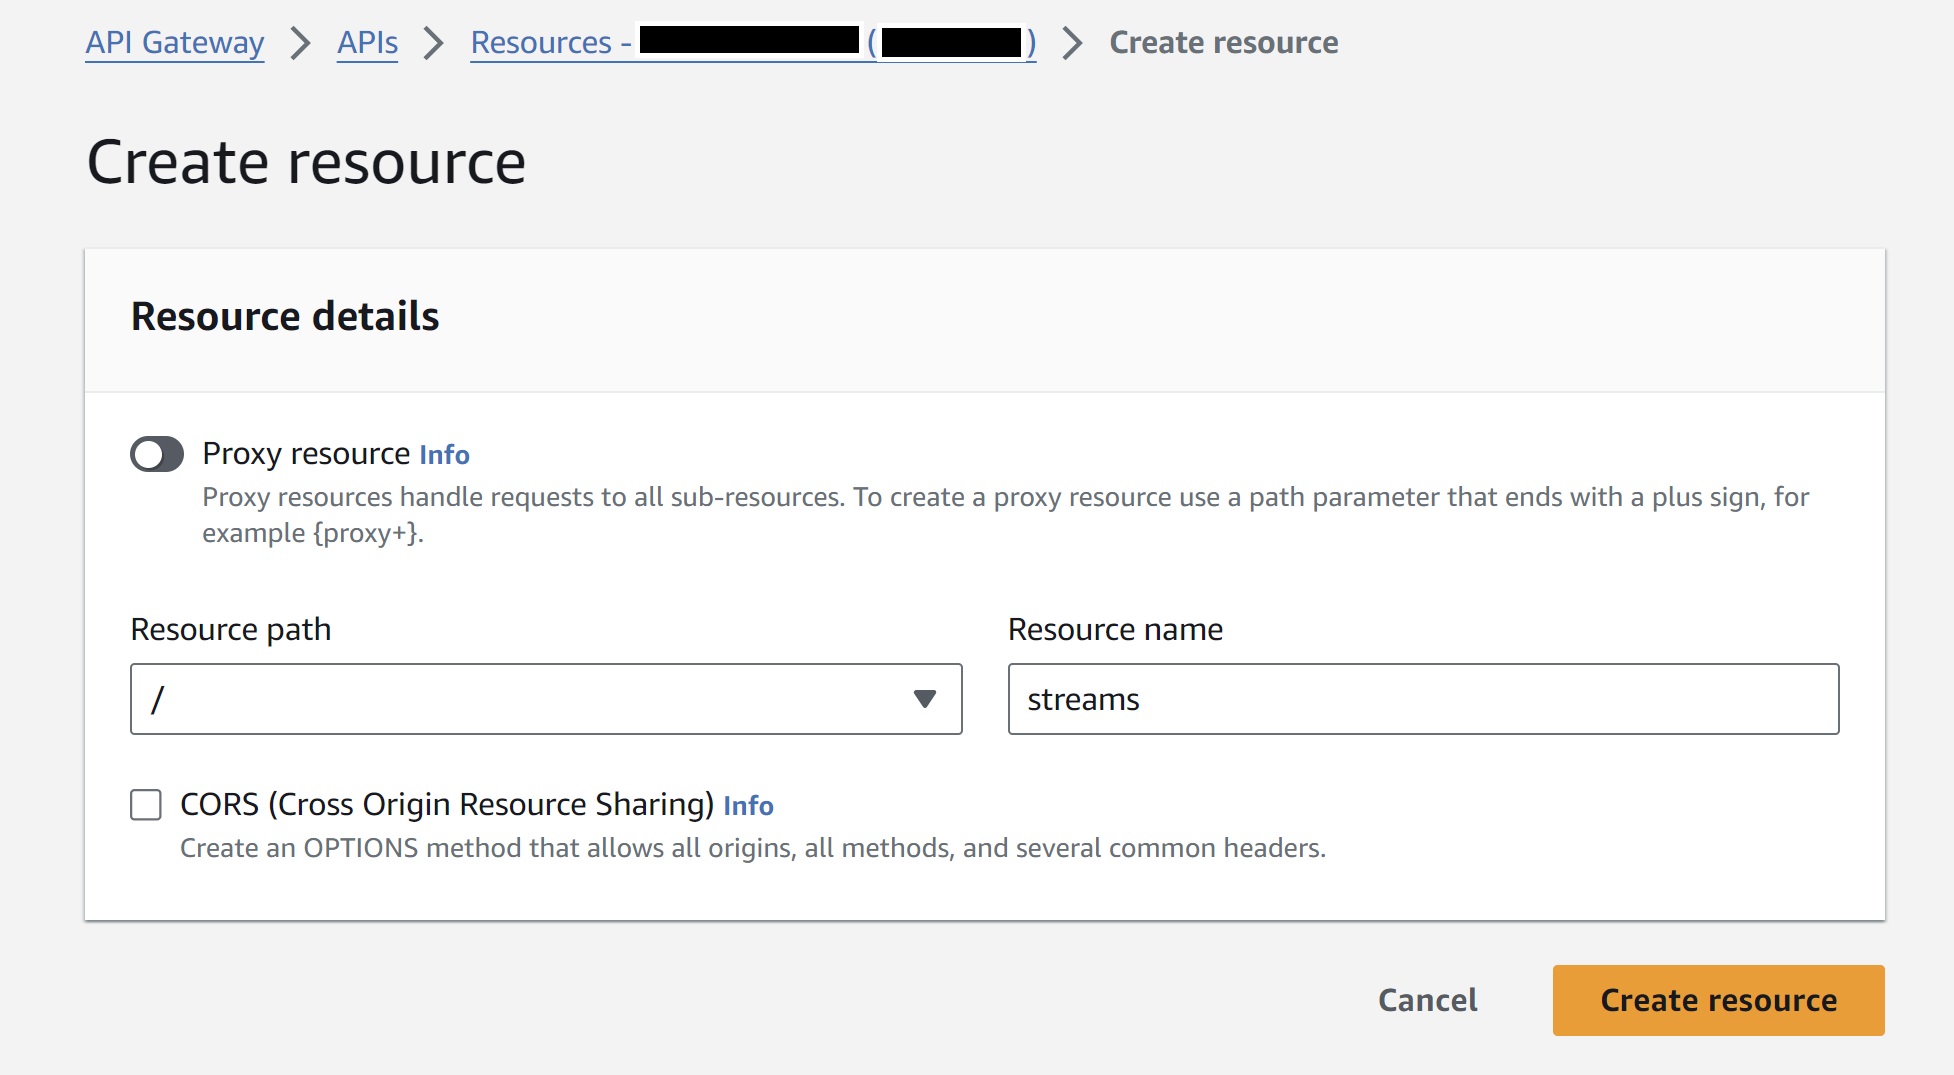 API Gateway > APIs > Resources - ( ) > Create resource
Create resource
Resource details
Proxy resource Info
Proxy resources handle requests to all sub-resources. To create a proxy resource use a path parameter that ends with a plus sign, for
example {proxy+}.
Resource path
Resource name
/
streams
CORS (Cross Origin Resource Sharing) Info
Create an OPTIONS method that allows all origins, all methods, and several common headers.
Cancel
Create resource